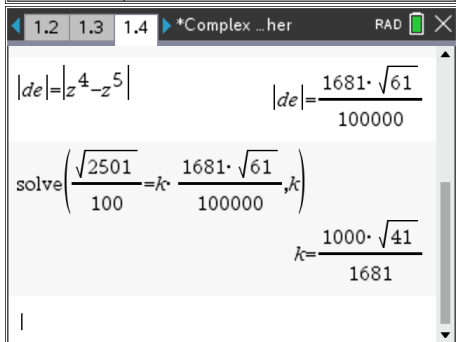 1.2 1.3 1.4 *Complex …her RAD
|de|=|z^4−z^5|
|de|=1681·√61/100000
solve(√2501/100=k·1681·√61/100000,k)
k=1000·√41/1681